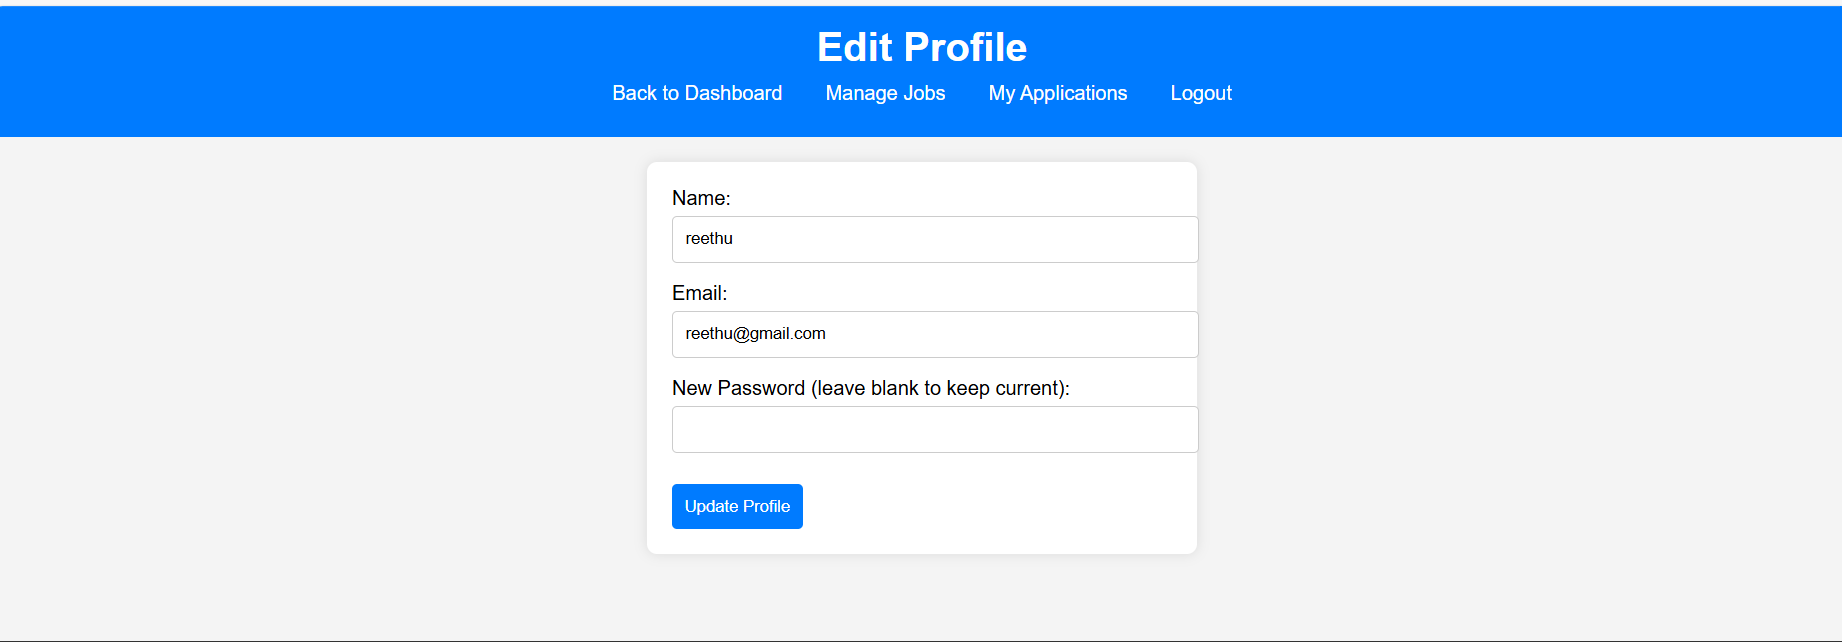 Edit Profile
Back to Dashboard Manage Jobs My Applications Logout
Name:
reethu
Email:
reethu@gmail.com
New Password (leave blank to keep current):
Update Profile